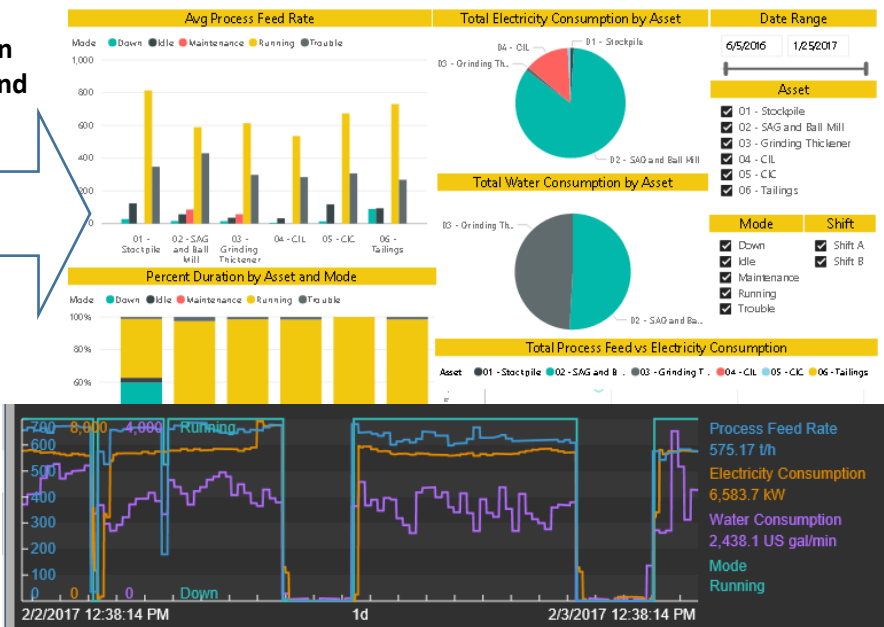 n
nd
Avg Process Feed Rate
Mode Down Idle Maintenance Running Trouble
1,000
800
600
400
200
0
01 - Stockpile
02 - SAG and Ball Mill
03 - Grinding Thickener
04 - CIL
05 - CIC
06 - Tailings
Percent Duration by Asset and Mode
Mode Down Idle Maintenance Running Trouble
100%
80%
60%
Total Electricity Consumption by Asset
04 - CIL
01 - Stockpile
03 - Grinding Th..
02 - SAG and Ball Mill
Total Water Consumption by Asset
03 - Grinding Th..
02 - SAG and Ba..
Total Process Feed vs Electricity Consumption
Asset 01 - Stockpile 02 - SAG and B.. 03 - Grinding T.. 04 - CIL 05 - CIC 06 - Tailings
Date Range
6/5/2016 1/25/2017
Asset
01 - Stockpile
02 - SAG and Ball Mill
03 - Grinding Thickener
04 - CIL
05 - CIC
06 - Tailings
Mode Shift
Down Shift A
Idle Shift B
Maintenance
Running
Trouble
700 8,000 4,000 Running
600
500
400
300
200
100
0 0 0 Down
2/2/2017 12:38:14 PM 1d 2/3/2017 12:38:14 PM
Process Feed Rate
575.17 t/h
Electricity Consumption
6,583.7 kW
Water Consumption
2,438.1 US gal/min
Mode
Running